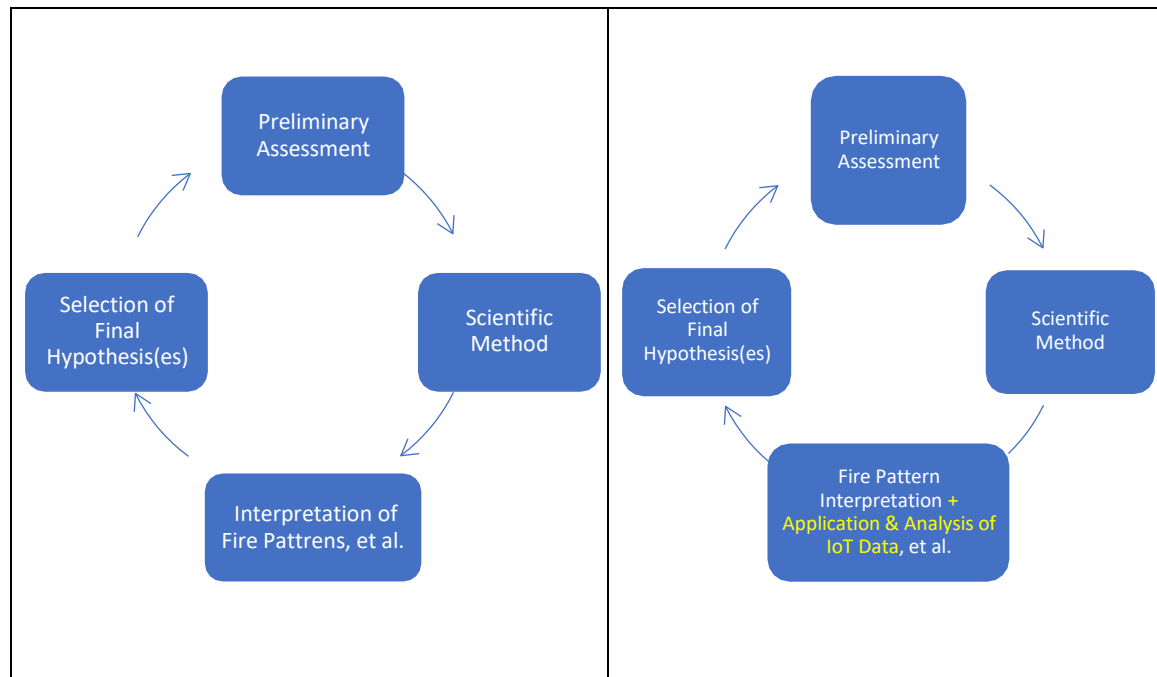 Preliminary
Assessment
Scientific
Method
Interpretation of
Fire Pattrens, et al.
Selection of
Final
Hypothesis(es)
Preliminary
Assessment
Scientific
Method
Fire Pattern
Interpretation +
Application & Analysis of
IoT Data, et al.
Selection of
Final
Hypothesis(es)